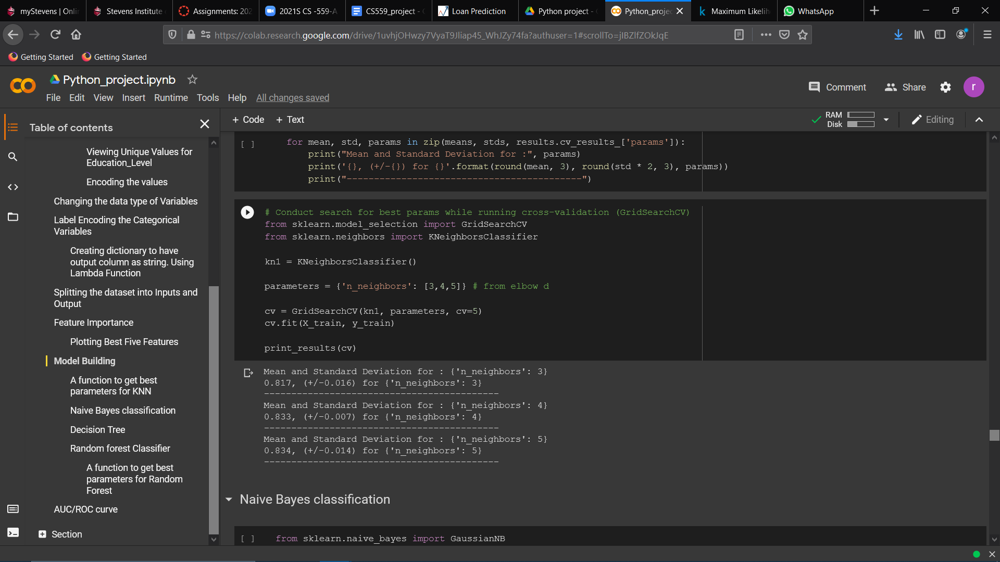 myStevens | Onli
Stevens Institute
Assignments: 202
2021S CS -559-A
CS559_project -
Loan Prediction
Python project -
Python_proje
Maximum Likelih
WhatsApp
https://colab.research.google.com/drive/1uvhjOHwzy7VyaT9Jliap45_WhJZy74fa?authuser=1#scrollTo=jIBZlfZOkJqE
Getting Started
Getting Started
Python_project.ipynb
Comment
Share
r
File Edit View Insert Runtime Tools Help All changes saved
Table of contents
+ Code + Text
RAM
Disk
Editing
Viewing Unique Values for
Education_Level
Encoding the values
Changing the data type of Variables
Label Encoding the Categorical
Variables
Creating dictionary to have
output column as string. Using
Lambda Function
Splitting the dataset into Inputs and
Output
Feature Importance
Plotting Best Five Features
Model Building
A function to get best
parameters for KNN
Naive Bayes classification
Decision Tree
Random forest Classifier
A function to get best
parameters for Random
Forest
AUC/ROC curve
Section
[ ] for mean, std, params in zip(means, stds, results.cv_results_['params']):
print("Mean and Standard Deviation for :", params)
print('{}, (+/-{}) for {}'.format(round(mean, 3), round(std * 2, 3), params))
print("-------------------------------------------")
# Conduct search for best params while running cross-validation (GridSearchCV)
from sklearn.model_selection import GridSearchCV
from sklearn.neighbors import KNeighborsClassifier
kn1 = KNeighborsClassifier()
parameters = {'n_neighbors': [3,4,5]} # from elbow d
cv = GridSearchCV(kn1, parameters, cv=5)
cv.fit(X_train, y_train)
print_results(cv)
Mean and Standard Deviation for : {'n_neighbors': 3}
0.817, (+/-0.016) for {'n_neighbors': 3}
-------------------------------------------
Mean and Standard Deviation for : {'n_neighbors': 4}
0.833, (+/-0.007) for {'n_neighbors': 4}
-------------------------------------------
Mean and Standard Deviation for : {'n_neighbors': 5}
0.834, (+/-0.014) for {'n_neighbors': 5}
-------------------------------------------
Naive Bayes classification
[ ] from sklearn.naive_bayes import GaussianNB